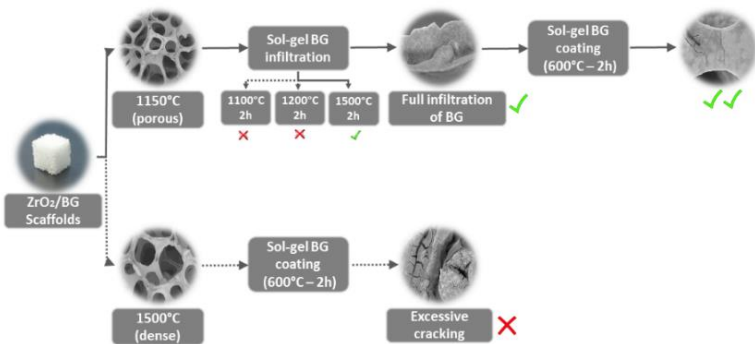 Sol-gel BG
infiltration
Sol-gel BG
coating
(600°C – 2h)
1150°C
(porous)
1100°C
2h
1200°C
2h
1500°C
2h
Full infiltration
of BG
ZrO₂/BG
Scaffolds
Sol-gel BG
coating
(600°C – 2h)
1500°C
(dense)
Excessive
cracking